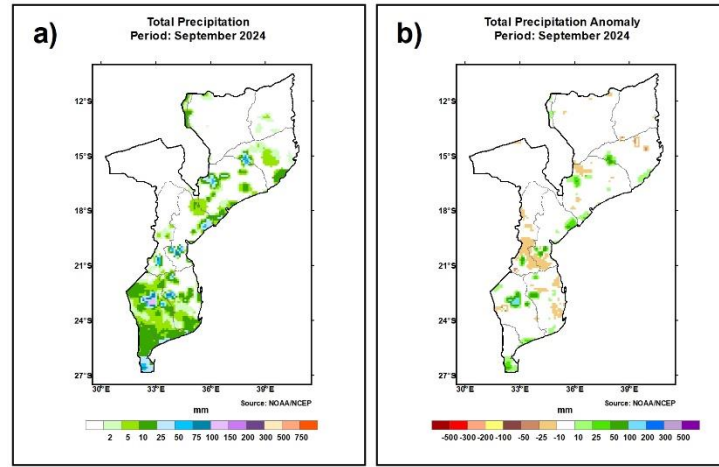 a)
Total Precipitation
Period: September 2024
12°S
15°S
18°S
21°S
24°S
27°S
30°E 33°E 36°E 39°E
Source: NOAA/NCEP
mm
2 5 10 25 50 75 100 150 200 300 500 750
b)
Total Precipitation Anomaly
Period: September 2024
12°S
15°S
18°S
21°S
24°S
27°S
30°E 33°E 36°E 39°E
Source: NOAA/NCEP
mm
-500 -300 -200 -100 -50 -25 -10 10 25 50 100 200 300 500